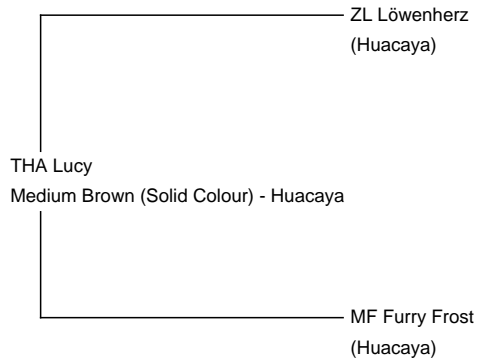 ZL Löwenherz
(Huacaya)
THA Lucy
Medium Brown (Solid Colour) - Huacaya
MF Furry Frost
(Huacaya)